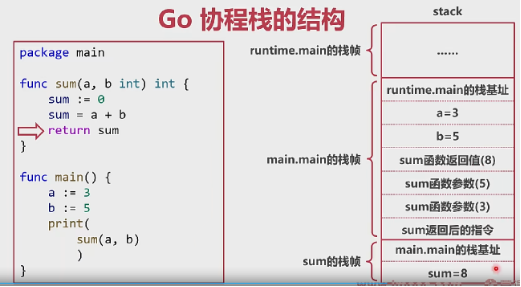 Go 协程栈的结构
stack
package main
func sum(a, b int) int {
sum := 0
sum = a + b
return sum
}
func main() {
a := 3
b := 5
print(
sum(a, b)
)
}
runtime.main的栈帧
......
main.main的栈帧
runtime.main的栈基址
a=3
b=5
sum函数返回值(8)
sum函数参数(5)
sum函数参数(3)
sum返回后的指令
sum的栈帧
main.main的栈基址
sum=8